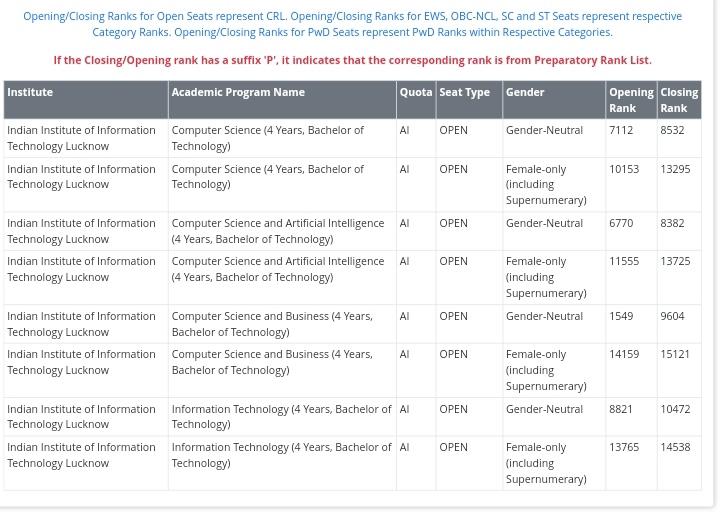 Opening/Closing Ranks for Open Seats represent CRL. Opening/Closing Ranks for EWS, OBC-NCL, SC and ST Seats represent respective
Category Ranks. Opening/Closing Ranks for PwD Seats represent PwD Ranks within Respective Categories.
If the Closing/Opening rank has a suffix 'P', it indicates that the corresponding rank is from Preparatory Rank List.
Institute Academic Program Name Quota Seat Type Gender Opening Closing
Rank Rank
Indian Institute of Information Computer Science (4 Years, Bachelor of AI OPEN Gender-Neutral 7112 8532
Technology Lucknow Technology)
Indian Institute of Information Computer Science (4 Years, Bachelor of AI OPEN Female-only 10153 13295
Technology Lucknow Technology) (including
Supernumerary)
Indian Institute of Information Computer Science and Artificial Intelligence AI OPEN Gender-Neutral 6770 8382
Technology Lucknow (4 Years, Bachelor of Technology)
Indian Institute of Information Computer Science and Artificial Intelligence AI OPEN Female-only 11555 13725
Technology Lucknow (4 Years, Bachelor of Technology) (including
Supernumerary)
Indian Institute of Information Computer Science and Business (4 Years, AI OPEN Gender-Neutral 1549 9604
Technology Lucknow Bachelor of Technology)
Indian Institute of Information Computer Science and Business (4 Years, AI OPEN Female-only 14159 15121
Technology Lucknow Bachelor of Technology) (including
Supernumerary)
Indian Institute of Information Information Technology (4 Years, Bachelor of AI OPEN Gender-Neutral 8821 10472
Technology Lucknow Technology)
Indian Institute of Information Information Technology (4 Years, Bachelor of AI OPEN Female-only 13765 14538
Technology Lucknow Technology) (including
Supernumerary)